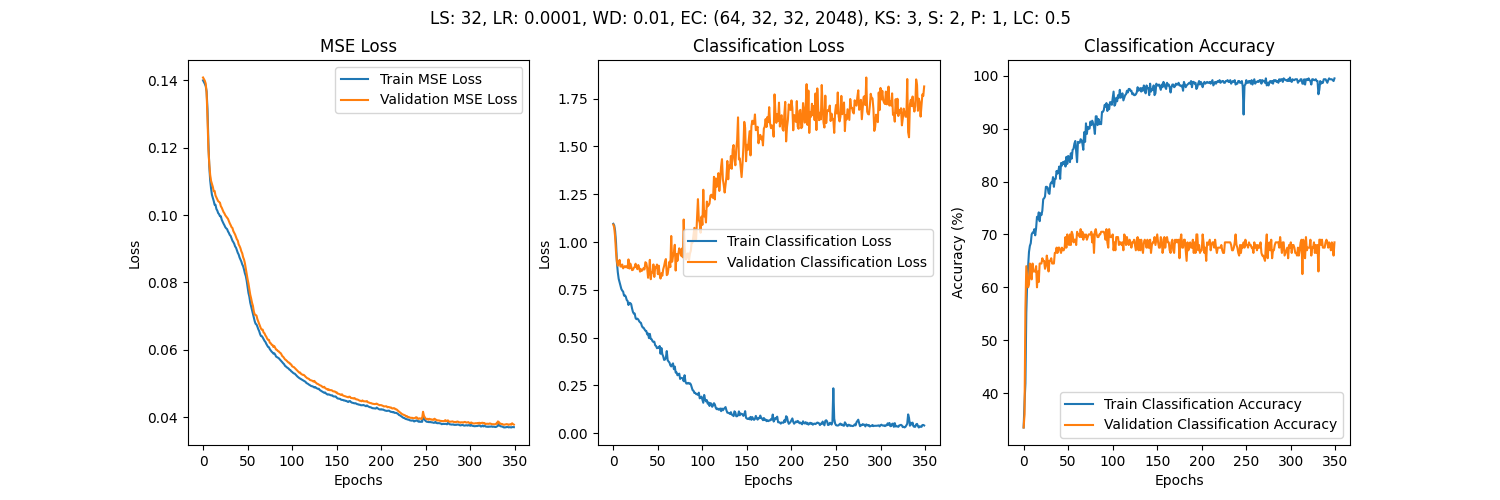 LS: 32, LR: 0.0001, WD: 0.01, EC: (64, 32, 32, 2048), KS: 3, S: 2, P: 1, LC: 0.5
MSE Loss
Train MSE Loss
Validation MSE Loss
0.14
0.12
0.10
0.08
0.06
0.04
Loss
0 50 100 150 200 250 300 350
Epochs
Classification Loss
Train Classification Loss
Validation Classification Loss
1.75
1.50
1.25
1.00
0.75
0.50
0.25
0.00
Loss
0 50 100 150 200 250 300 350
Epochs
Classification Accuracy
100
90
80
70
60
50
40
Accuracy (%)
Train Classification Accuracy
Validation Classification Accuracy
0 50 100 150 200 250 300 350
Epochs